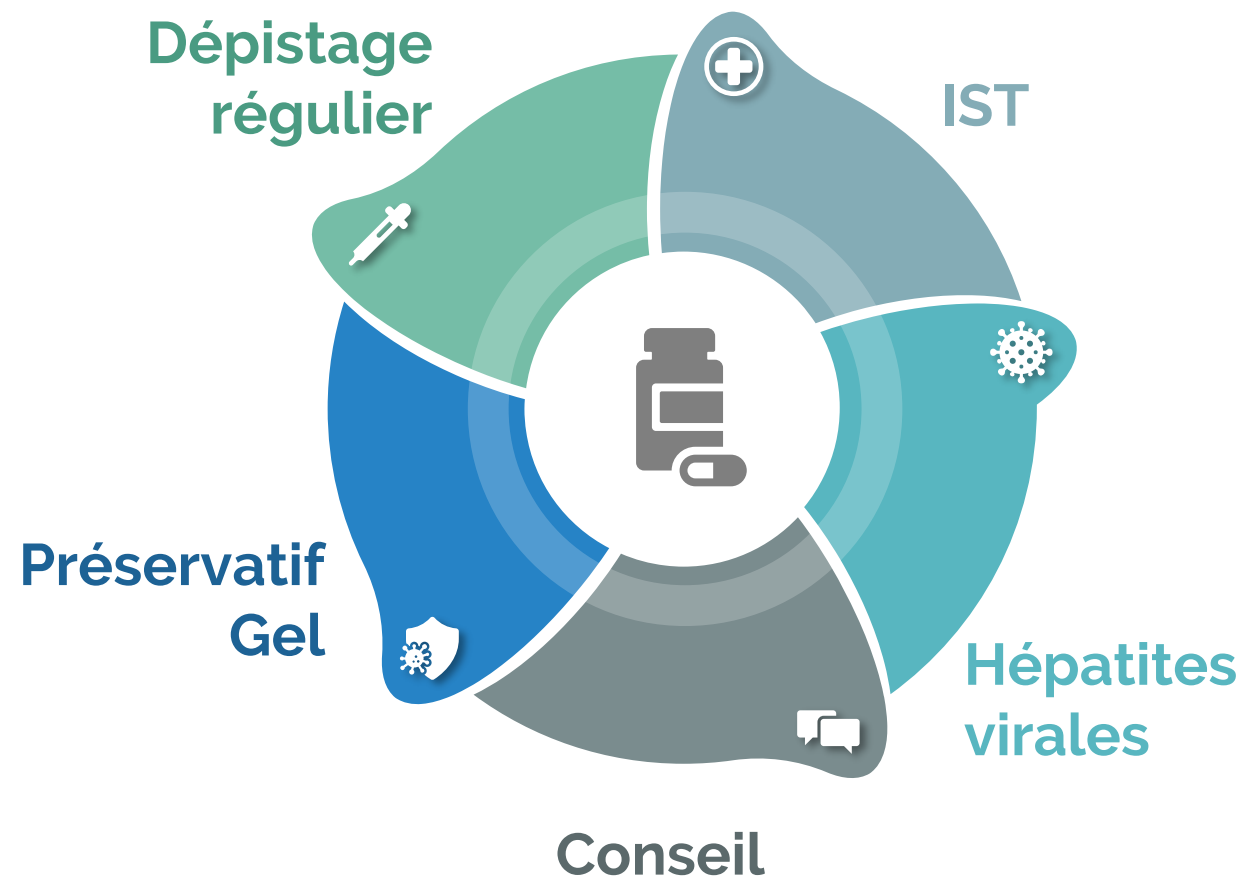 Dépistage
régulier
IST
Préservatif
Gel
Hépatites
virales
Conseil